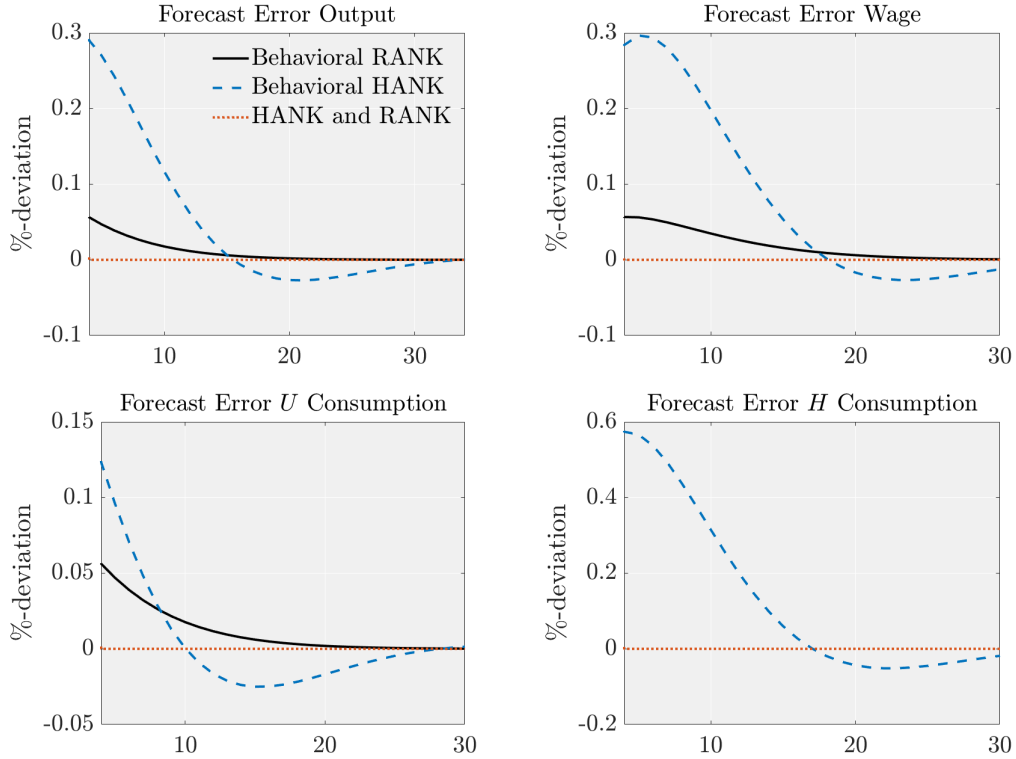 Forecast Error Output
%-deviation
0.3
0.2
0.1
0
-0.1
10
20
30
Behavioral RANK
Behavioral HANK
HANK and RANK
Forecast Error Wage
%-deviation
0.3
0.2
0.1
0
-0.1
10
20
30
Forecast Error U Consumption
%-deviation
0.15
0.1
0.05
0
-0.05
10
20
30
Forecast Error H Consumption
%-deviation
0.6
0.4
0.2
0
-0.2
10
20
30